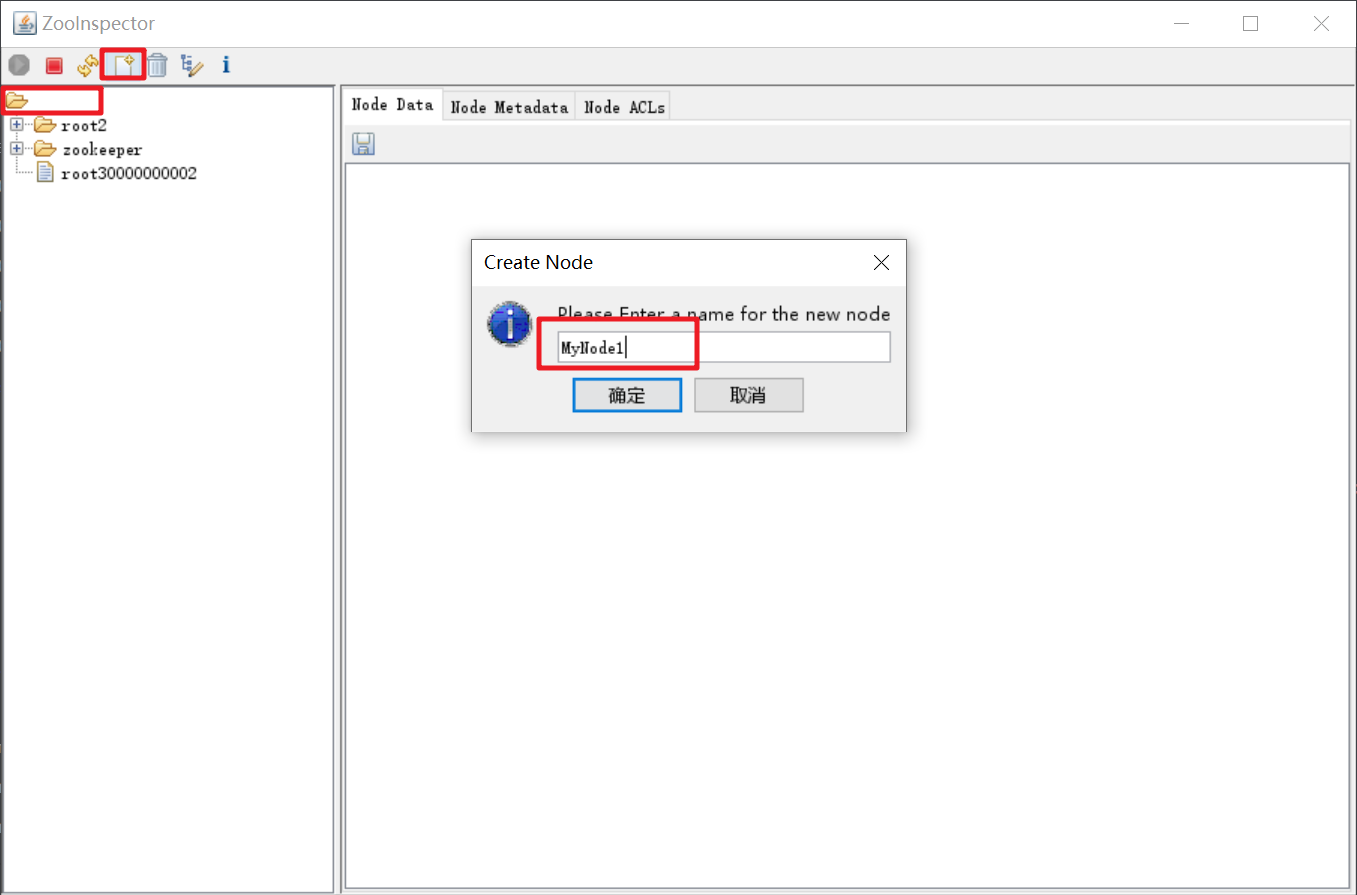 ZooInspector
root2
zookeeper
root30000000002
Node Data
Node Metadata
Node ACLs
Create Node
Please Enter a name for the new node
MyNode1
确定
取消